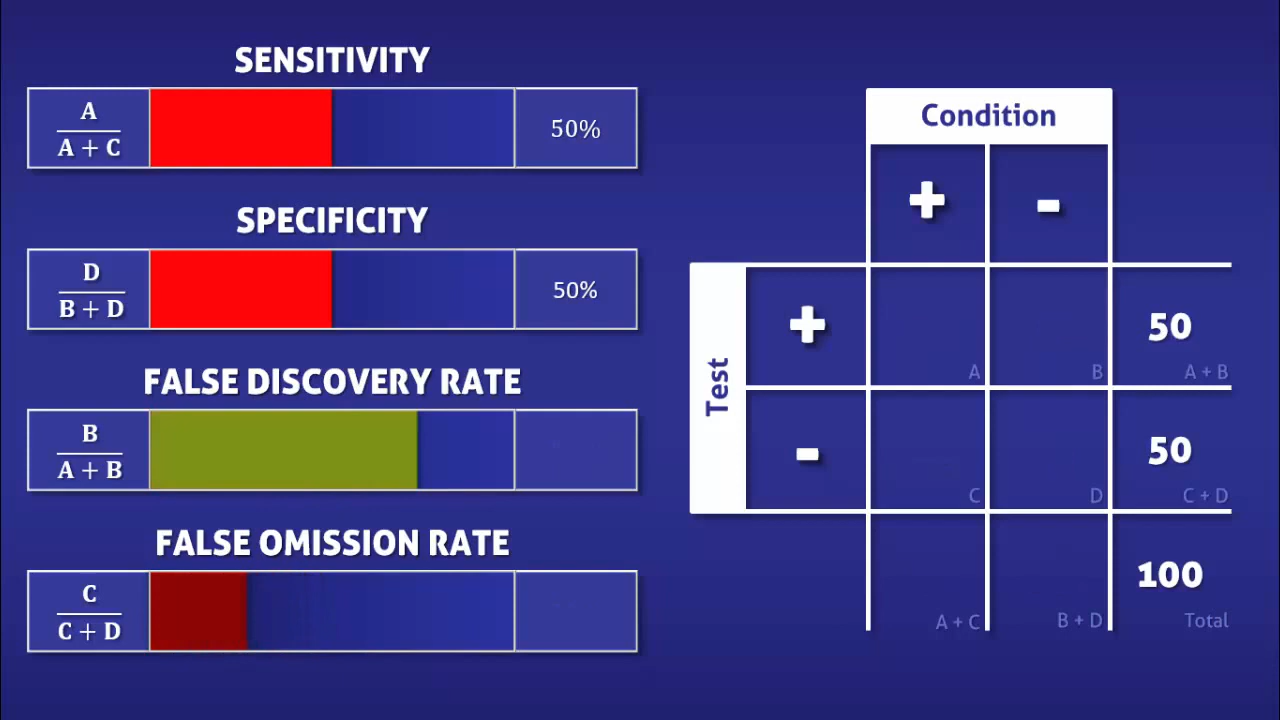 SENSITIVITY
A
A + C
50%
SPECIFICITY
D
B + D
50%
FALSE DISCOVERY RATE
B
A + B
FALSE OMISSION RATE
C
C + D
Condition
+ -
Test
+
50
A
B
A + B
-
50
C
D
C + D
100
A + C
B + D
Total